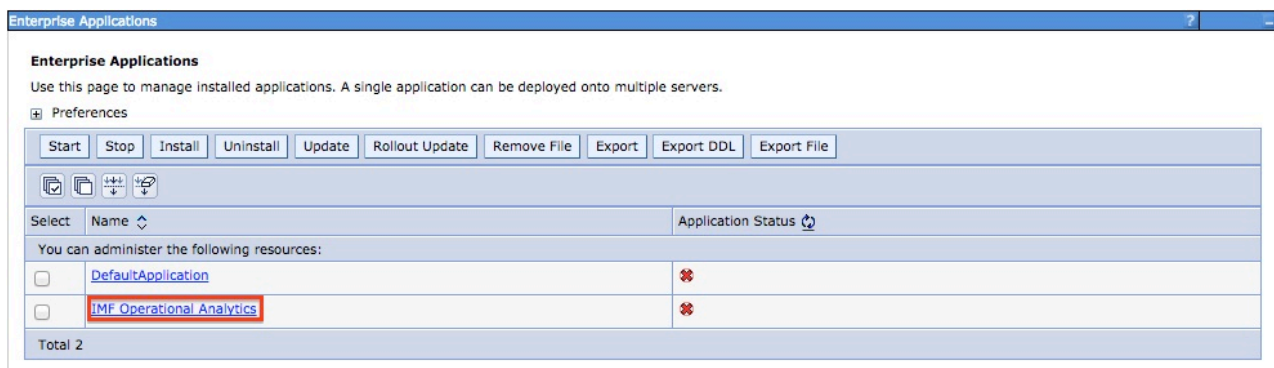 Enterprise Applications ?
Enterprise Applications
Use this page to manage installed applications. A single application can be deployed onto multiple servers.
Preferences
Start Stop Install Uninstall Update Rollout Update Remove File Export Export DDL Export File
Select Name Application Status
You can administer the following resources:
DefaultApplication
IMF Operational Analytics
Total 2